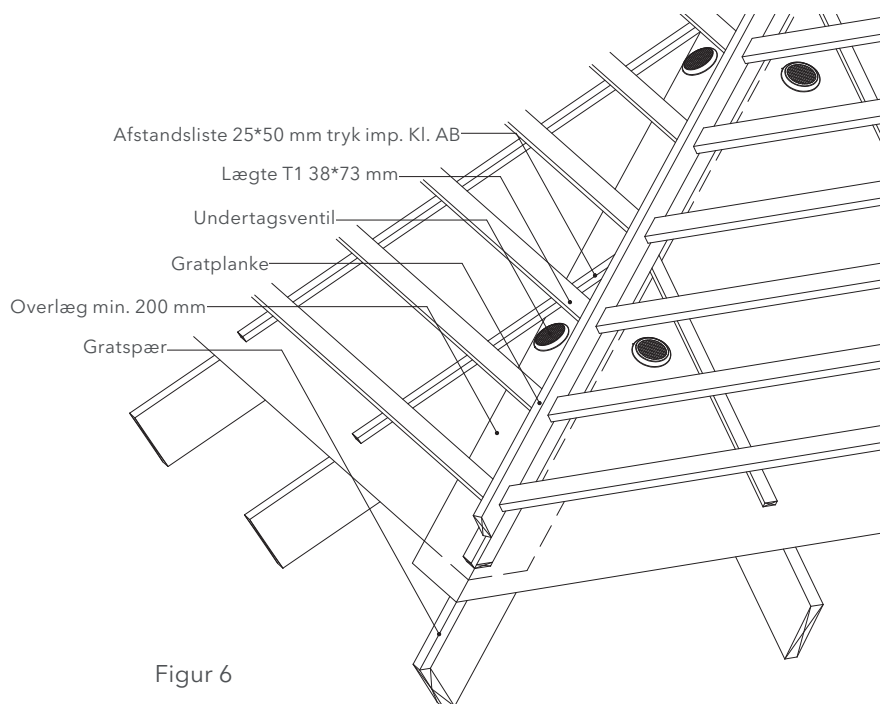 Afstandsliste 25*50 mm tryk imp. Kl. AB
Lægte T1 38*73 mm
Undertagsventil
Gratplanke
Overlæg min. 200 mm
Gratspær
Figur 6